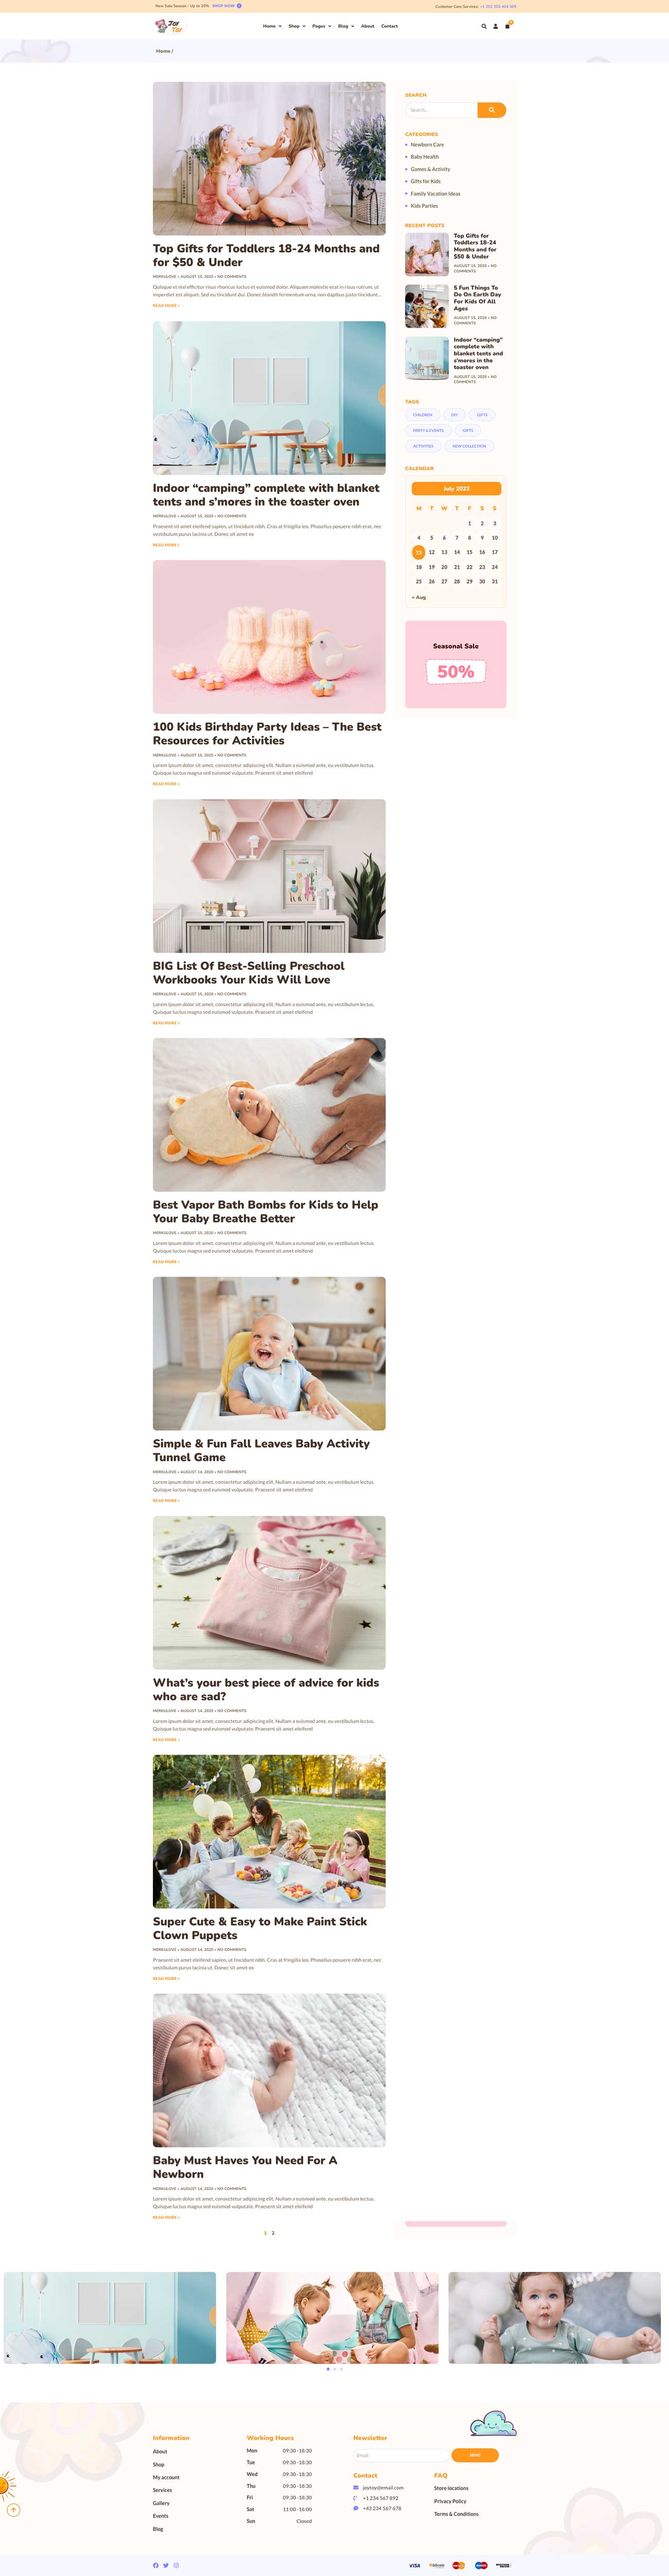 New Sale Season - Up to 20% SHOP NOW
Customer Care Services:
Joy
Toy
Home Shop Pages Blog About Contact
0
Home /
Top Gifts for Toddlers 18-24 Months and
for $50 & Under
MERKULOVE • AUGUST 15, 2020 • NO COMMENTS
Quisque et nisl efficitur risus rhoncus luctus et euismod dolor. Aliquam molestie erat in risus rutrum, ut
imperdiet est aliquet. Sed eu tincidunt dui. Donec blandit fermentum urna, non dapibus justo tincidunt...
READ MORE »
Indoor “camping” complete with blanket
tents and s’mores in the toaster oven
MERKULOVE • AUGUST 15, 2020 • NO COMMENTS
Praesent sit amet eleifend sapien, ut tincidunt nibh. Cras at fringilla leo. Phasellus posuere nibh erat, nec
vestibulum purus lacinia ut. Donec sit amet ex
READ MORE »
100 Kids Birthday Party Ideas – The Best
Resources for Activities
MERKULOVE • AUGUST 15, 2020 • NO COMMENTS
Lorem ipsum dolor sit amet, consectetur adipiscing elit. Nullam a euismod ante, eu vestibulum lectus.
Quisque luctus magna sed euismod vulputate. Praesent sit amet eleifend
READ MORE »
BIG List Of Best-Selling Preschool
Workbooks Your Kids Will Love
MERKULOVE • AUGUST 15, 2020 • NO COMMENTS
Lorem ipsum dolor sit amet, consectetur adipiscing elit. Nullam a euismod ante, eu vestibulum lectus.
Quisque luctus magna sed euismod vulputate. Praesent sit amet eleifend
READ MORE »
Best Vapor Bath Bombs for Kids to Help
Your Baby Breathe Better
MERKULOVE • AUGUST 15, 2020 • NO COMMENTS
Lorem ipsum dolor sit amet, consectetur adipiscing elit. Nullam a euismod ante, eu vestibulum lectus.
Quisque luctus magna sed euismod vulputate. Praesent sit amet eleifend
READ MORE »
Simple & Fun Fall Leaves Baby Activity
Tunnel Game
MERKULOVE • AUGUST 14, 2020 • NO COMMENTS
Lorem ipsum dolor sit amet, consectetur adipiscing elit. Nullam a euismod ante, eu vestibulum lectus.
Quisque luctus magna sed euismod vulputate. Praesent sit amet eleifend
READ MORE »
What’s your best piece of advice for kids
who are sad?
MERKULOVE • AUGUST 14, 2020 • NO COMMENTS
Lorem ipsum dolor sit amet, consectetur adipiscing elit. Nullam a euismod ante, eu vestibulum lectus.
Quisque luctus magna sed euismod vulputate. Praesent sit amet eleifend
READ MORE »
Super Cute & Easy to Make Paint Stick
Clown Puppets
MERKULOVE • AUGUST 14, 2020 • NO COMMENTS
Praesent sit amet eleifend sapien, ut tincidunt nibh. Cras at fringilla leo. Phasellus posuere nibh erat, nec
vestibulum purus lacinia ut. Donec sit amet ex
READ MORE »
Baby Must Haves You Need For A
Newborn
MERKULOVE • AUGUST 14, 2020 • NO COMMENTS
Lorem ipsum dolor sit amet, consectetur adipiscing elit. Nullam a euismod ante, eu vestibulum lectus.
Quisque luctus magna sed euismod vulputate. Praesent sit amet eleifend
READ MORE »
1 2
SEARCH
Search...
CATEGORIES
Newborn Care
Baby Health
Games & Activity
Gifts for Kids
Family Vacation Ideas
Kids Parties
RECENT POSTS
Top Gifts for
Toddlers 18-24
Months and for
$50 & Under
AUGUST 15, 2020 • NO
COMMENTS
5 Fun Things To
Do On Earth Day
For Kids Of All
Ages
AUGUST 15, 2020 • NO
COMMENTS
Indoor “camping”
complete with
blanket tents and
s’mores in the
toaster oven
AUGUST 15, 2020 • NO
COMMENTS
TAGS
CHILDREN DIY GIFTS
PARTY & EVENTS GIFTS
ACTIVITIES NEW COLLECTION
CALENDAR
July 2022
M T W T F S S
1 2 3
4 5 6 7 8 9 10
11 12 13 14 15 16 17
18 19 20 21 22 23 24
25 26 27 28 29 30 31
« Aug
Seasonal Sale
50%
Information
About
Shop
My account
Services
Gallery
Events
Blog
Working Hours
Mon 09:30 - 18:30
Tue 09:30 - 18:30
Wed 09:30 - 18:30
Thu 09:30 - 18:30
Fri 09:30 - 18:30
Sat 11:00 - 16:00
Sun Closed
Newsletter
Email
SEND
Contact
joytoy@email.com
+1 234 567 892
+43 234 567 678
FAQ
Store locations
Privacy Policy
Terms & Conditions
VISA